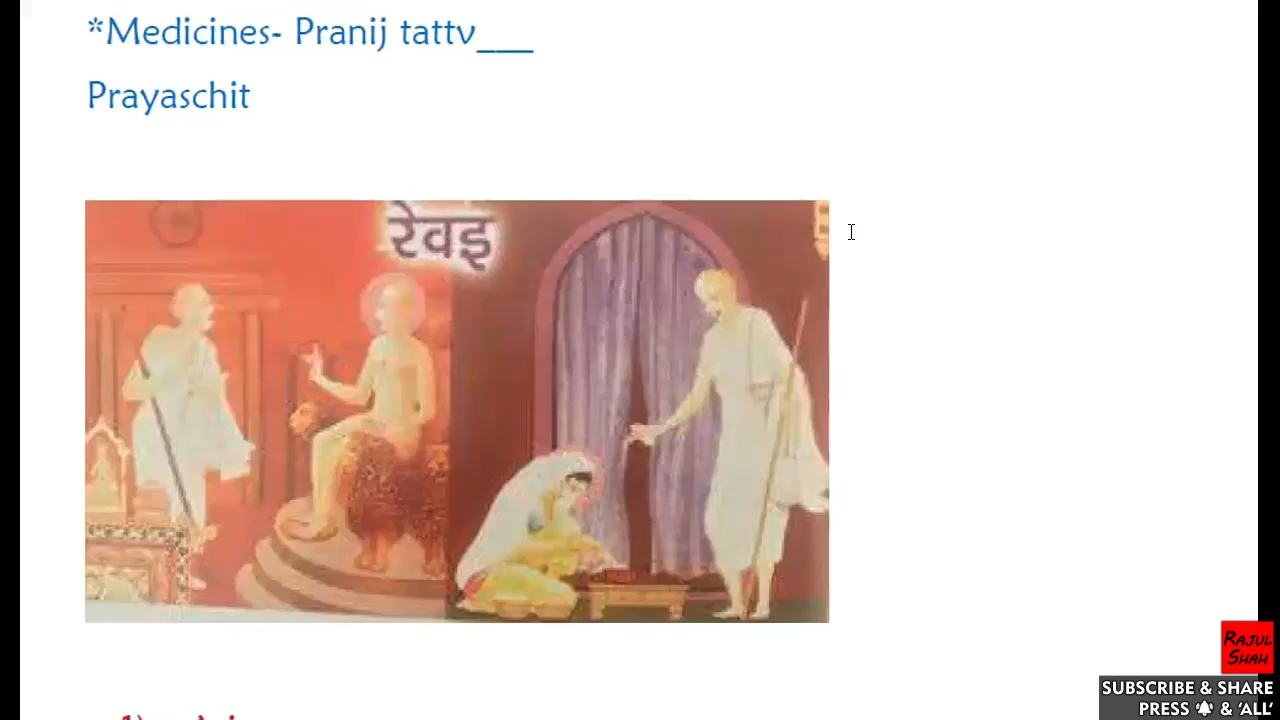 *Medicines- Pranij tattv___
Prayaschit
रेवइ
RAJUL
SHAH
SUBSCRIBE & SHARE
PRESS 🔔 & 'ALL'